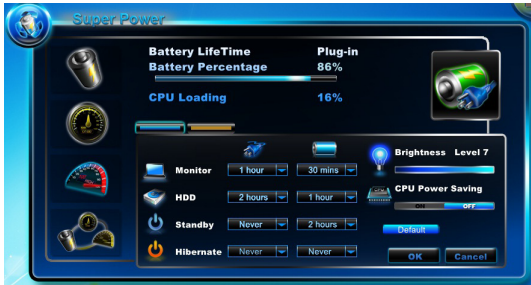 Super Power
Battery LifeTime Plug-in
Battery Percentage 86%
CPU Loading 16%
Brightness Level 7
Monitor 1 hour 30 mins
CPU Power Saving
HDD 2 hours 1 hour
ON OFF
Standby Never 2 hours
Default
Hibernate Never Never
OK Cancel